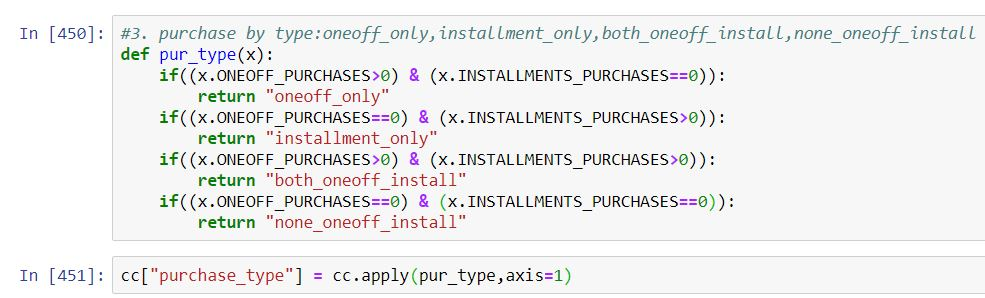 In [450]: #3. purchase by type:oneoff_only,installment_only,both_oneoff_install,none_oneoff_install
def pur_type(x):
    if((x.ONEOFF_PURCHASES>0) & (x.INSTALLMENTS_PURCHASES==0)):
        return "oneoff_only"
    if((x.ONEOFF_PURCHASES==0) & (x.INSTALLMENTS_PURCHASES>0)):
        return "installment_only"
    if((x.ONEOFF_PURCHASES>0) & (x.INSTALLMENTS_PURCHASES>0)):
        return "both_oneoff_install"
    if((x.ONEOFF_PURCHASES==0) & (x.INSTALLMENTS_PURCHASES==0)):
        return "none_oneoff_install"
In [451]: cc["purchase_type"] = cc.apply(pur_type,axis=1)